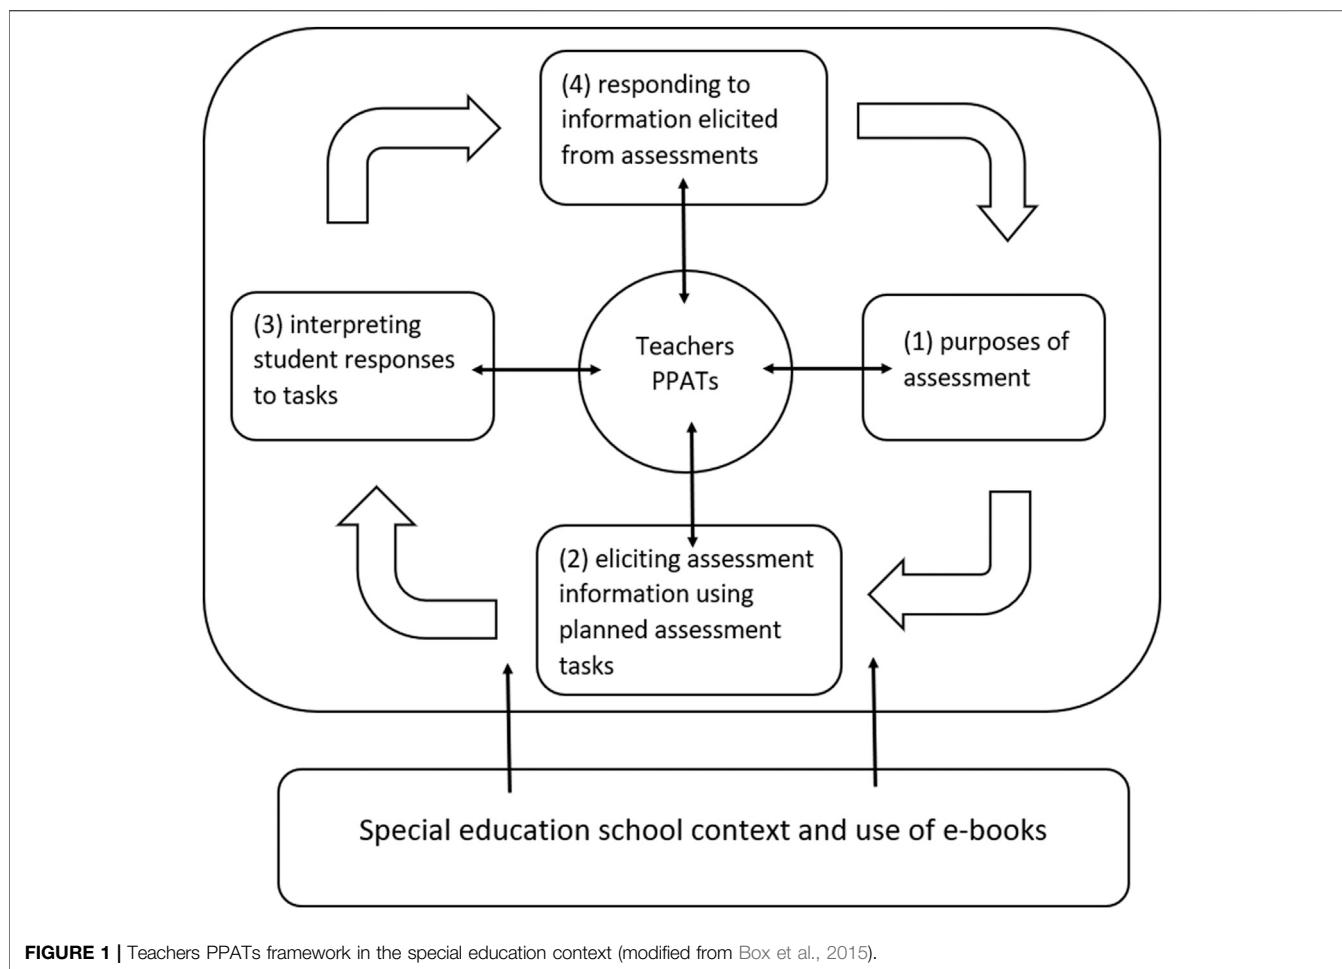 (4) responding to
information elicited
from assessments
(3) interpreting
student responses
to tasks
Teachers
PPATs
(1) purposes of
assessment
(2) eliciting assessment
information using
planned assessment
tasks
Special education school context and use of e-books
FIGURE 1 | Teachers PPATs framework in the special education context (modified from Box et al., 2015).